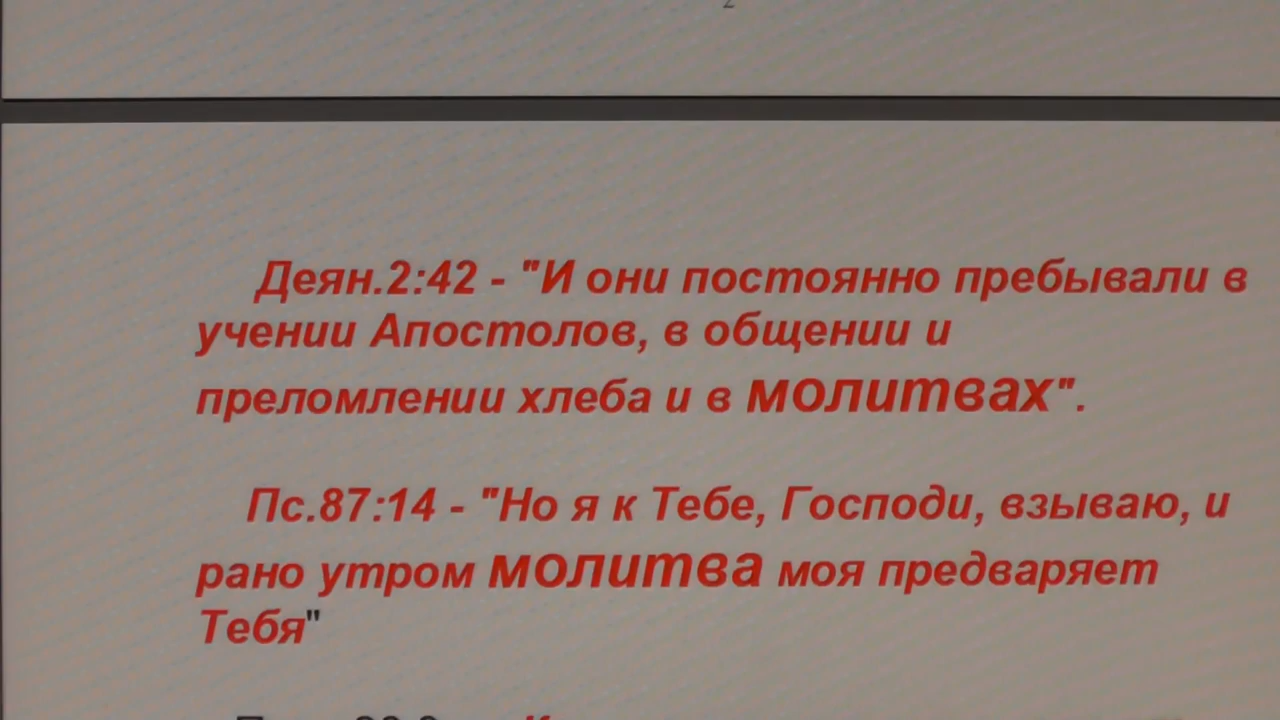 2
Деян.2:42 - "И они постоянно пребывали в
учении Апостолов, в общении и
преломлении хлеба и в молитвах".
Пс.87:14 - "Но я к Тебе, Господи, взываю, и
рано утром молитва моя предваряет
Тебя"